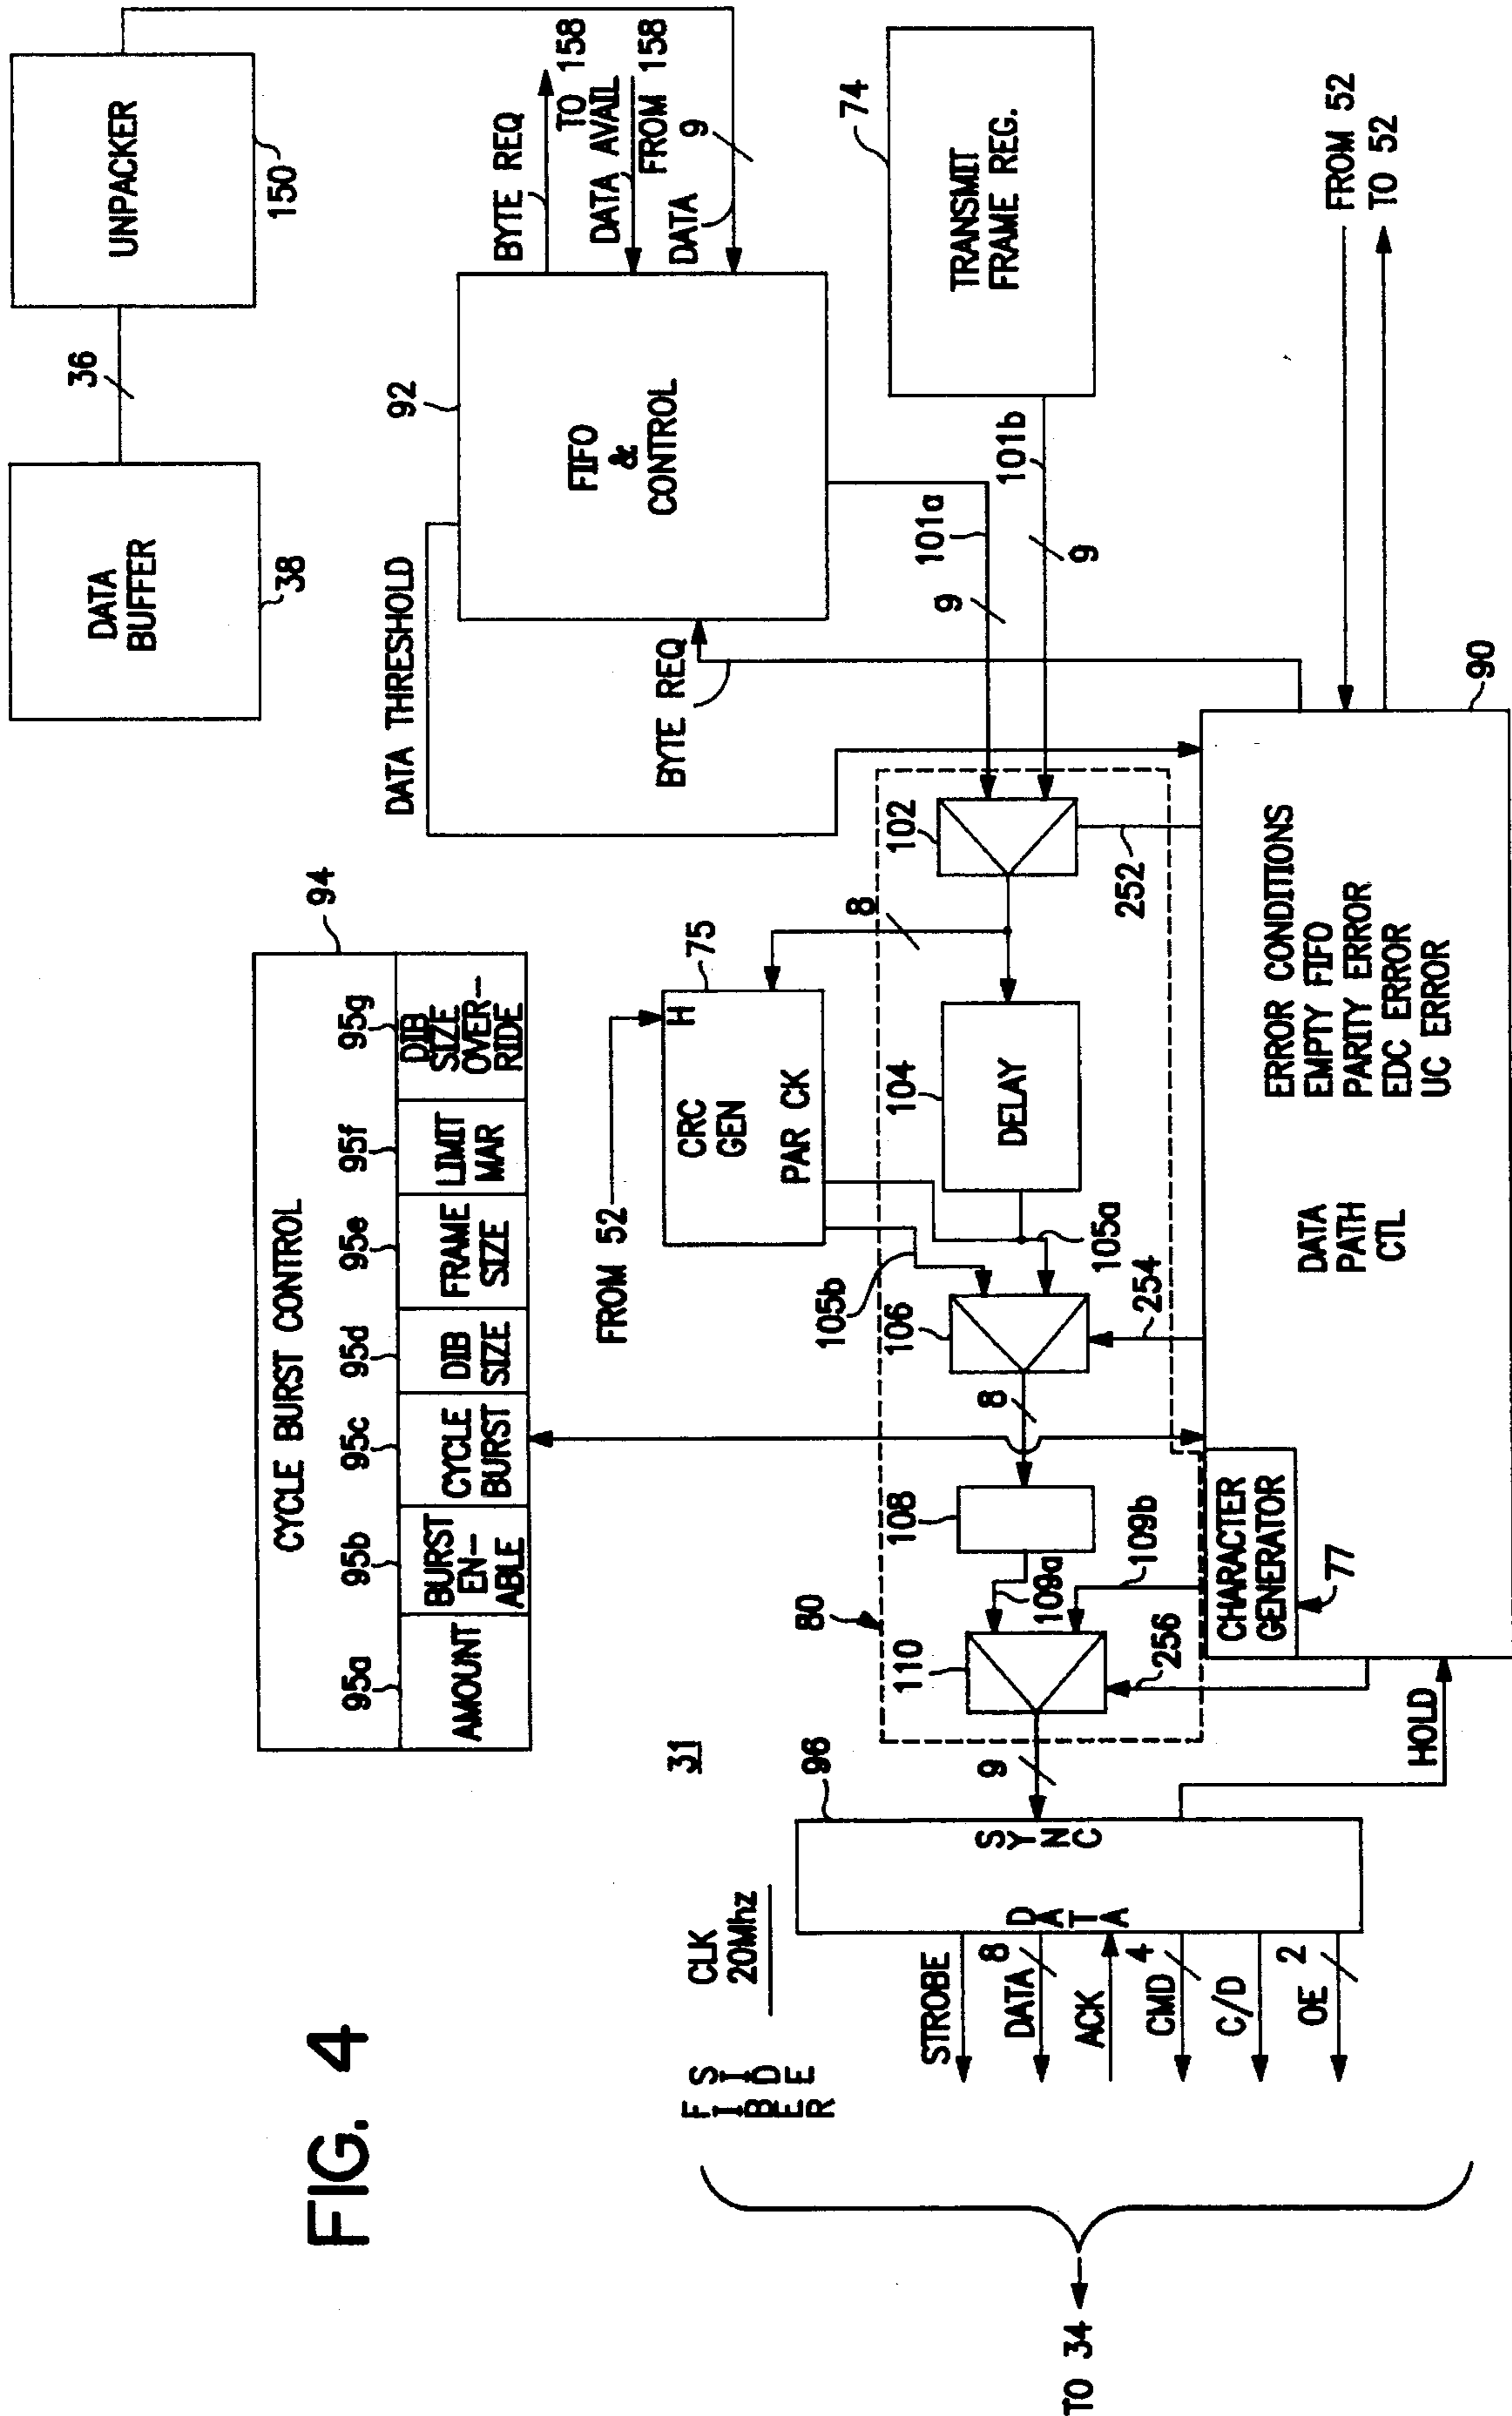 FIG. 4
DATA
BUFFER
38
36
UNPACKER
150
CYCLE BURST CONTROL
94
95a
95b
95c
95d
95e
95f
95g
AMOUNT
BURST
EN-
ABLE
CYCLE
BURST
DIB
SIZE
FRAME
SIZE
LIMIT
MAR
DIB
SIZE
OVER-
RIDE
DATA THRESHOLD
92
FIFO
&
CONTROL
BYTE REQ
TO 158
DATA AVAIL
FROM 158
DATA
9
BYTE REQ
FROM 52
75
H
CRC
GEN
PAR CK
8
101a
9
101b
9
74
TRANSMIT
FRAME REG.
31
80
102
104
DELAY
105a
105b
106
8
108
109a
109b
110
9
96
SYNC
DATA
CLK
20Mhz
FIBER
SIDE
STROBE
DATA
8
ACK
CMD
4
C/D
OE
2
TO 34
HOLD
256
254
252
CHARACTER
GENERATOR
77
DATA
PATH
CTL
ERROR CONDITIONS
EMPTY FIFO
PARITY ERROR
EDC ERROR
UC ERROR
90
FROM 52
TO 52